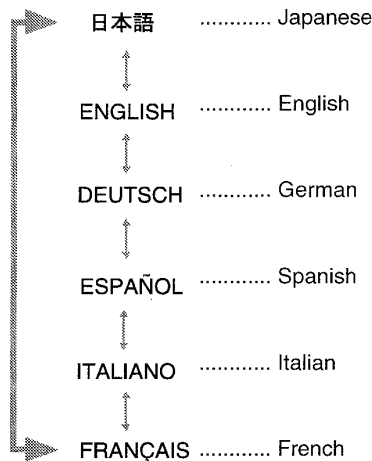 日本語 ............ Japanese
ENGLISH ............ English
DEUTSCH ............ German
ESPAÑOL ............ Spanish
ITALIANO ............ Italian
FRANÇAIS ............ French